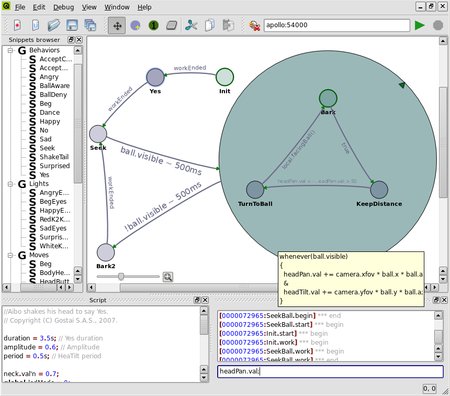 File Edit Debug View Window Help
apollo:54000
Snippets browser
Behaviors
AcceptC...
Accept...
Angry
BallAware
BallDeny
Beg
Dance
Happy
No
Sad
Seek
ShakeTail
Surprised
Yes
Lights
AngryE...
BegEyes
HappyE...
RedK2K...
SadEyes
Surpris...
WhiteK...
Moves
Beg
BodyHe...
HeadButt
workEnded
Yes
Init
workEnded
Seek
ball.visible ~ 500ms
Bark
true
TurnToBall
KeepDistance
workEnded
!ball.visible ~ 500ms
Bark2
whenever(ball.visible)
{
headPan.val += camera.xfov * ball.x * ball.a
&
headTilt.val += camera.yfov * ball.y * ball.a;
}
Script
Messages
//Aibo shakes his head to say Yes.
// Copyright (C) Gostai S.A.S., 2007.
duration = 3.5s; // Yes duration
amplitude = 0.6; // Amplitude
period = 0.5s; // HeaTilt period
neck.val'n = 0.7;
[0000072965:SeekBall.begin] *** end
[0000072965:SeekBall.start] *** begin
[0000072965:Init.start] *** begin
[0000072965:Init.work] *** begin
[0000072965:SeekBall.work] *** begin
[0000072965:SeekBall.work] *** end
headPan.val;
0, 0